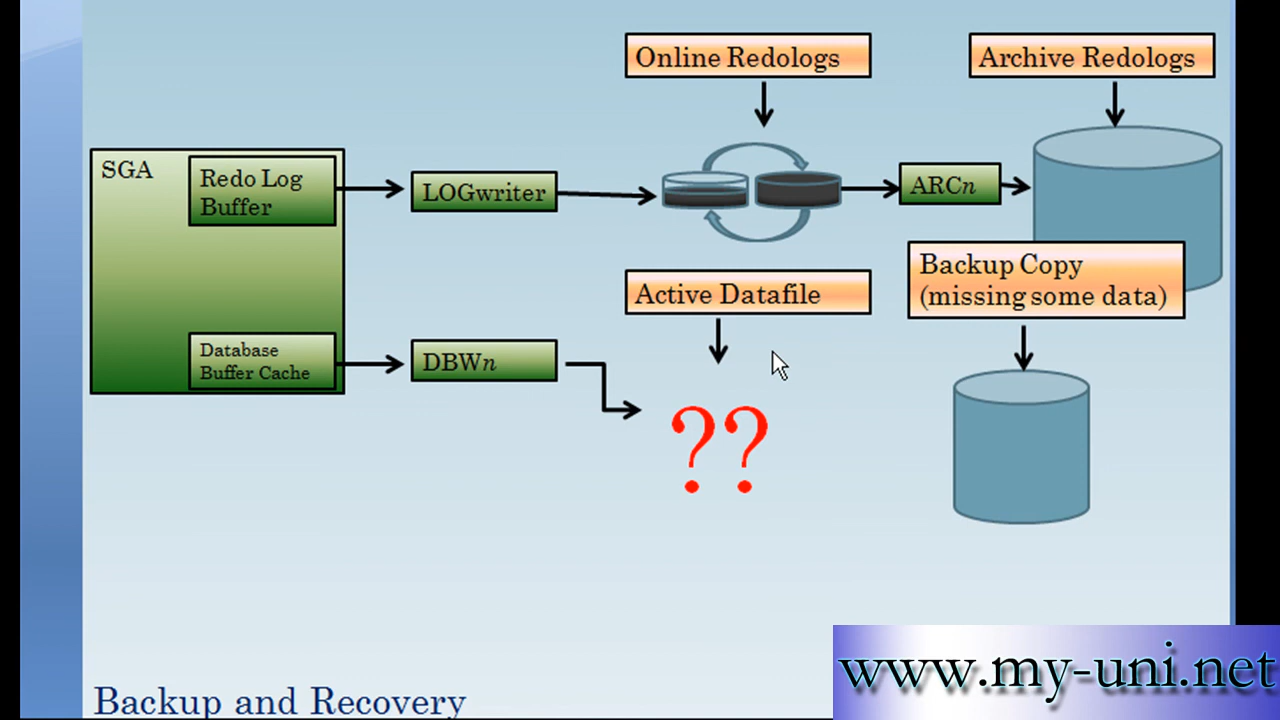 Online Redologs
Archive Redologs
SGA
Redo Log
Buffer
LOGwriter
ARCn
Backup Copy
(missing some data)
Active Datafile
Database
Buffer Cache
DBWn
??
www.my-uni.net
Backup and Recovery